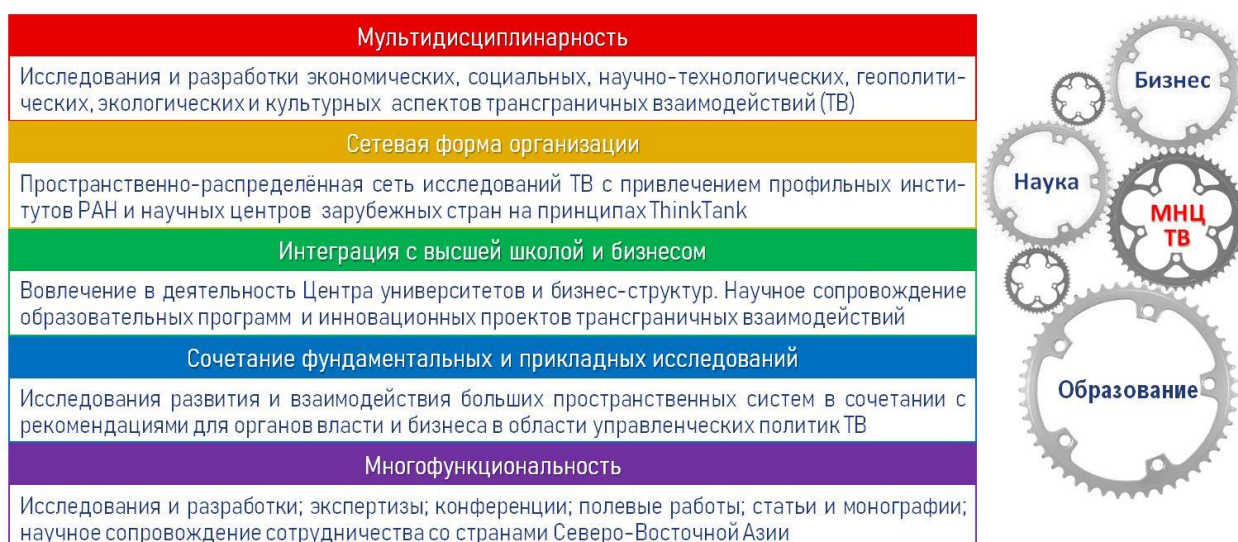 Мультидисциплинарность
Исследования и разработки экономических, социальных, научно-технологических, геополити-
ческих, экологических и культурных аспектов трансграничных взаимодействий (ТВ)
Сетевая форма организации
Пространственно-распределённая сеть исследований ТВ с привлечением профильных инсти-
тутов РАН и научных центров зарубежных стран на принципах ThinkTank
Интеграция с высшей школой и бизнесом
Вовлечение в деятельность Центра университетов и бизнес-структур. Научное сопровождение
образовательных программ и инновационных проектов трансграничных взаимодействий
Сочетание фундаментальных и прикладных исследований
Исследования развития и взаимодействия больших пространственных систем в сочетании с
рекомендациями для органов власти и бизнеса в области управленческих политик ТВ
Многофункциональность
Исследования и разработки; экспертизы; конференции; полевые работы; статьи и монографии;
научное сопровождение сотрудничества со странами Северо-Восточной Азии
Бизнес
Наука
МНЦ
ТВ
Образование